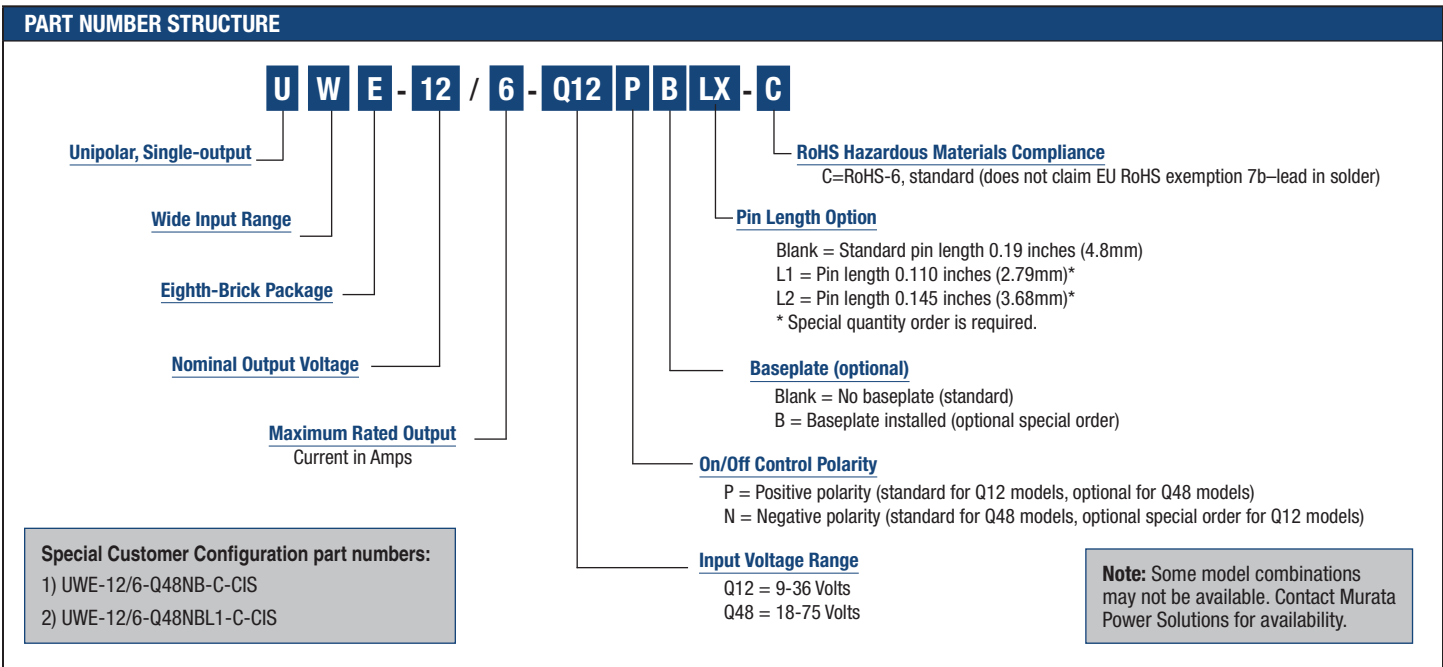 PART NUMBER STRUCTURE
U W E - 12 / 6 - Q12 P B LX - C
Unipolar, Single-output
Wide Input Range
Eighth-Brick Package
Nominal Output Voltage
Maximum Rated Output
Current in Amps
RoHS Hazardous Materials Compliance
C=RoHS-6, standard (does not claim EU RoHS exemption 7b–lead in solder)
Pin Length Option
Blank = Standard pin length 0.19 inches (4.8mm)
L1 = Pin length 0.110 inches (2.79mm)*
L2 = Pin length 0.145 inches (3.68mm)*
* Special quantity order is required.
Baseplate (optional)
Blank = No baseplate (standard)
B = Baseplate installed (optional special order)
On/Off Control Polarity
P = Positive polarity (standard for Q12 models, optional for Q48 models)
N = Negative polarity (standard for Q48 models, optional special order for Q12 models)
Input Voltage Range
Q12 = 9-36 Volts
Q48 = 18-75 Volts
Special Customer Configuration part numbers:
1) UWE-12/6-Q48NB-C-CIS
2) UWE-12/6-Q48NBL1-C-CIS
Note: Some model combinations
may not be available. Contact Murata
Power Solutions for availability.